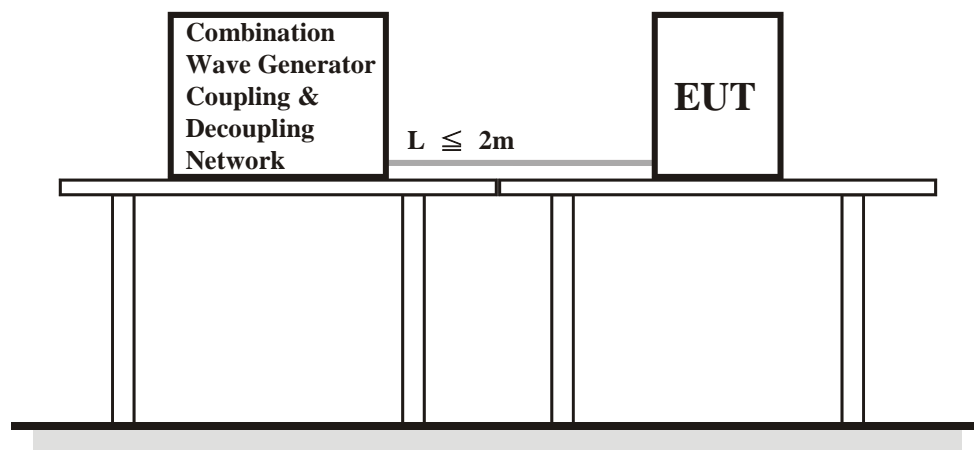 Combination
Wave Generator
Coupling &
Decoupling
Network
L ≦ 2m
EUT